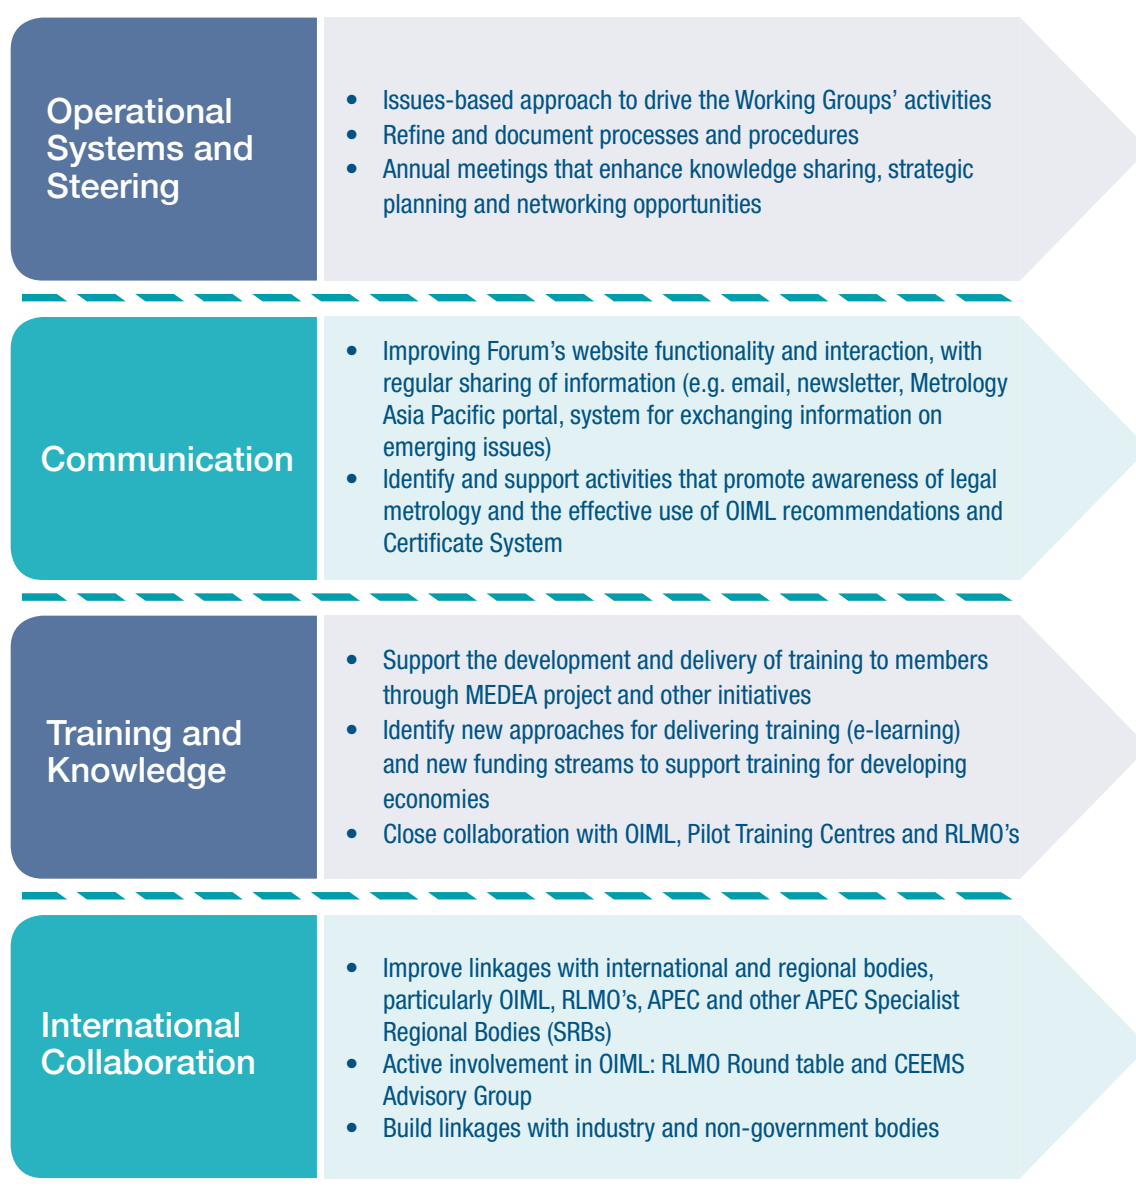 Operational
Systems and
Steering
• Issues-based approach to drive the Working Groups’ activities
• Refine and document processes and procedures
• Annual meetings that enhance knowledge sharing, strategic
planning and networking opportunities
Communication
• Improving Forum’s website functionality and interaction, with
regular sharing of information (e.g. email, newsletter, Metrology
Asia Pacific portal, system for exchanging information on
emerging issues)
• Identify and support activities that promote awareness of legal
metrology and the effective use of OIML recommendations and
Certificate System
Training and
Knowledge
• Support the development and delivery of training to members
through MEDEA project and other initiatives
• Identify new approaches for delivering training (e-learning)
and new funding streams to support training for developing
economies
• Close collaboration with OIML, Pilot Training Centres and RLMO’s
International
Collaboration
• Improve linkages with international and regional bodies,
particularly OIML, RLMO’s, APEC and other APEC Specialist
Regional Bodies (SRBs)
• Active involvement in OIML: RLMO Round table and CEEMS
Advisory Group
• Build linkages with industry and non-government bodies